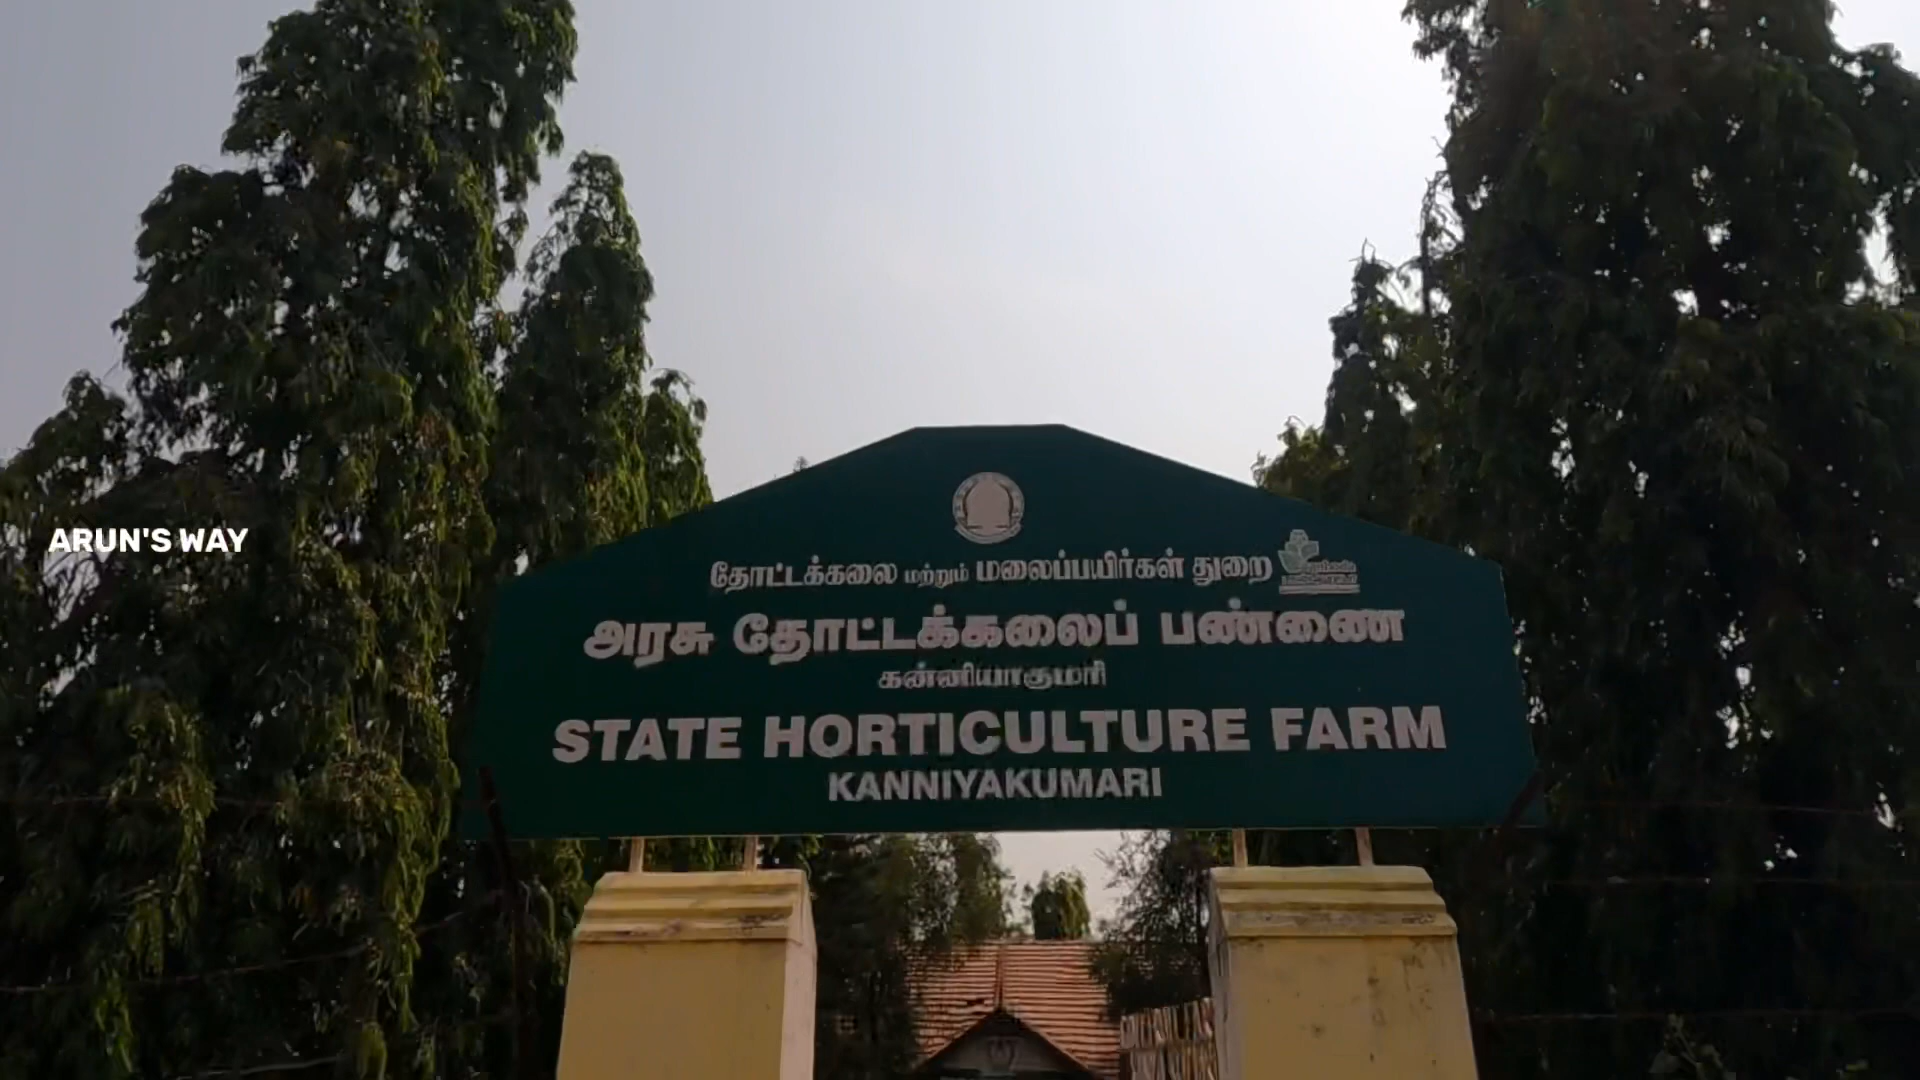 ARUN'S WAY
தோட்டக்கலை மற்றும் மலைப்பயிர்கள் துறை
அரசு தோட்டக்கலைப் பண்ணை
கன்னியாகுமரி
STATE HORTICULTURE FARM
KANNIYAKUMARI